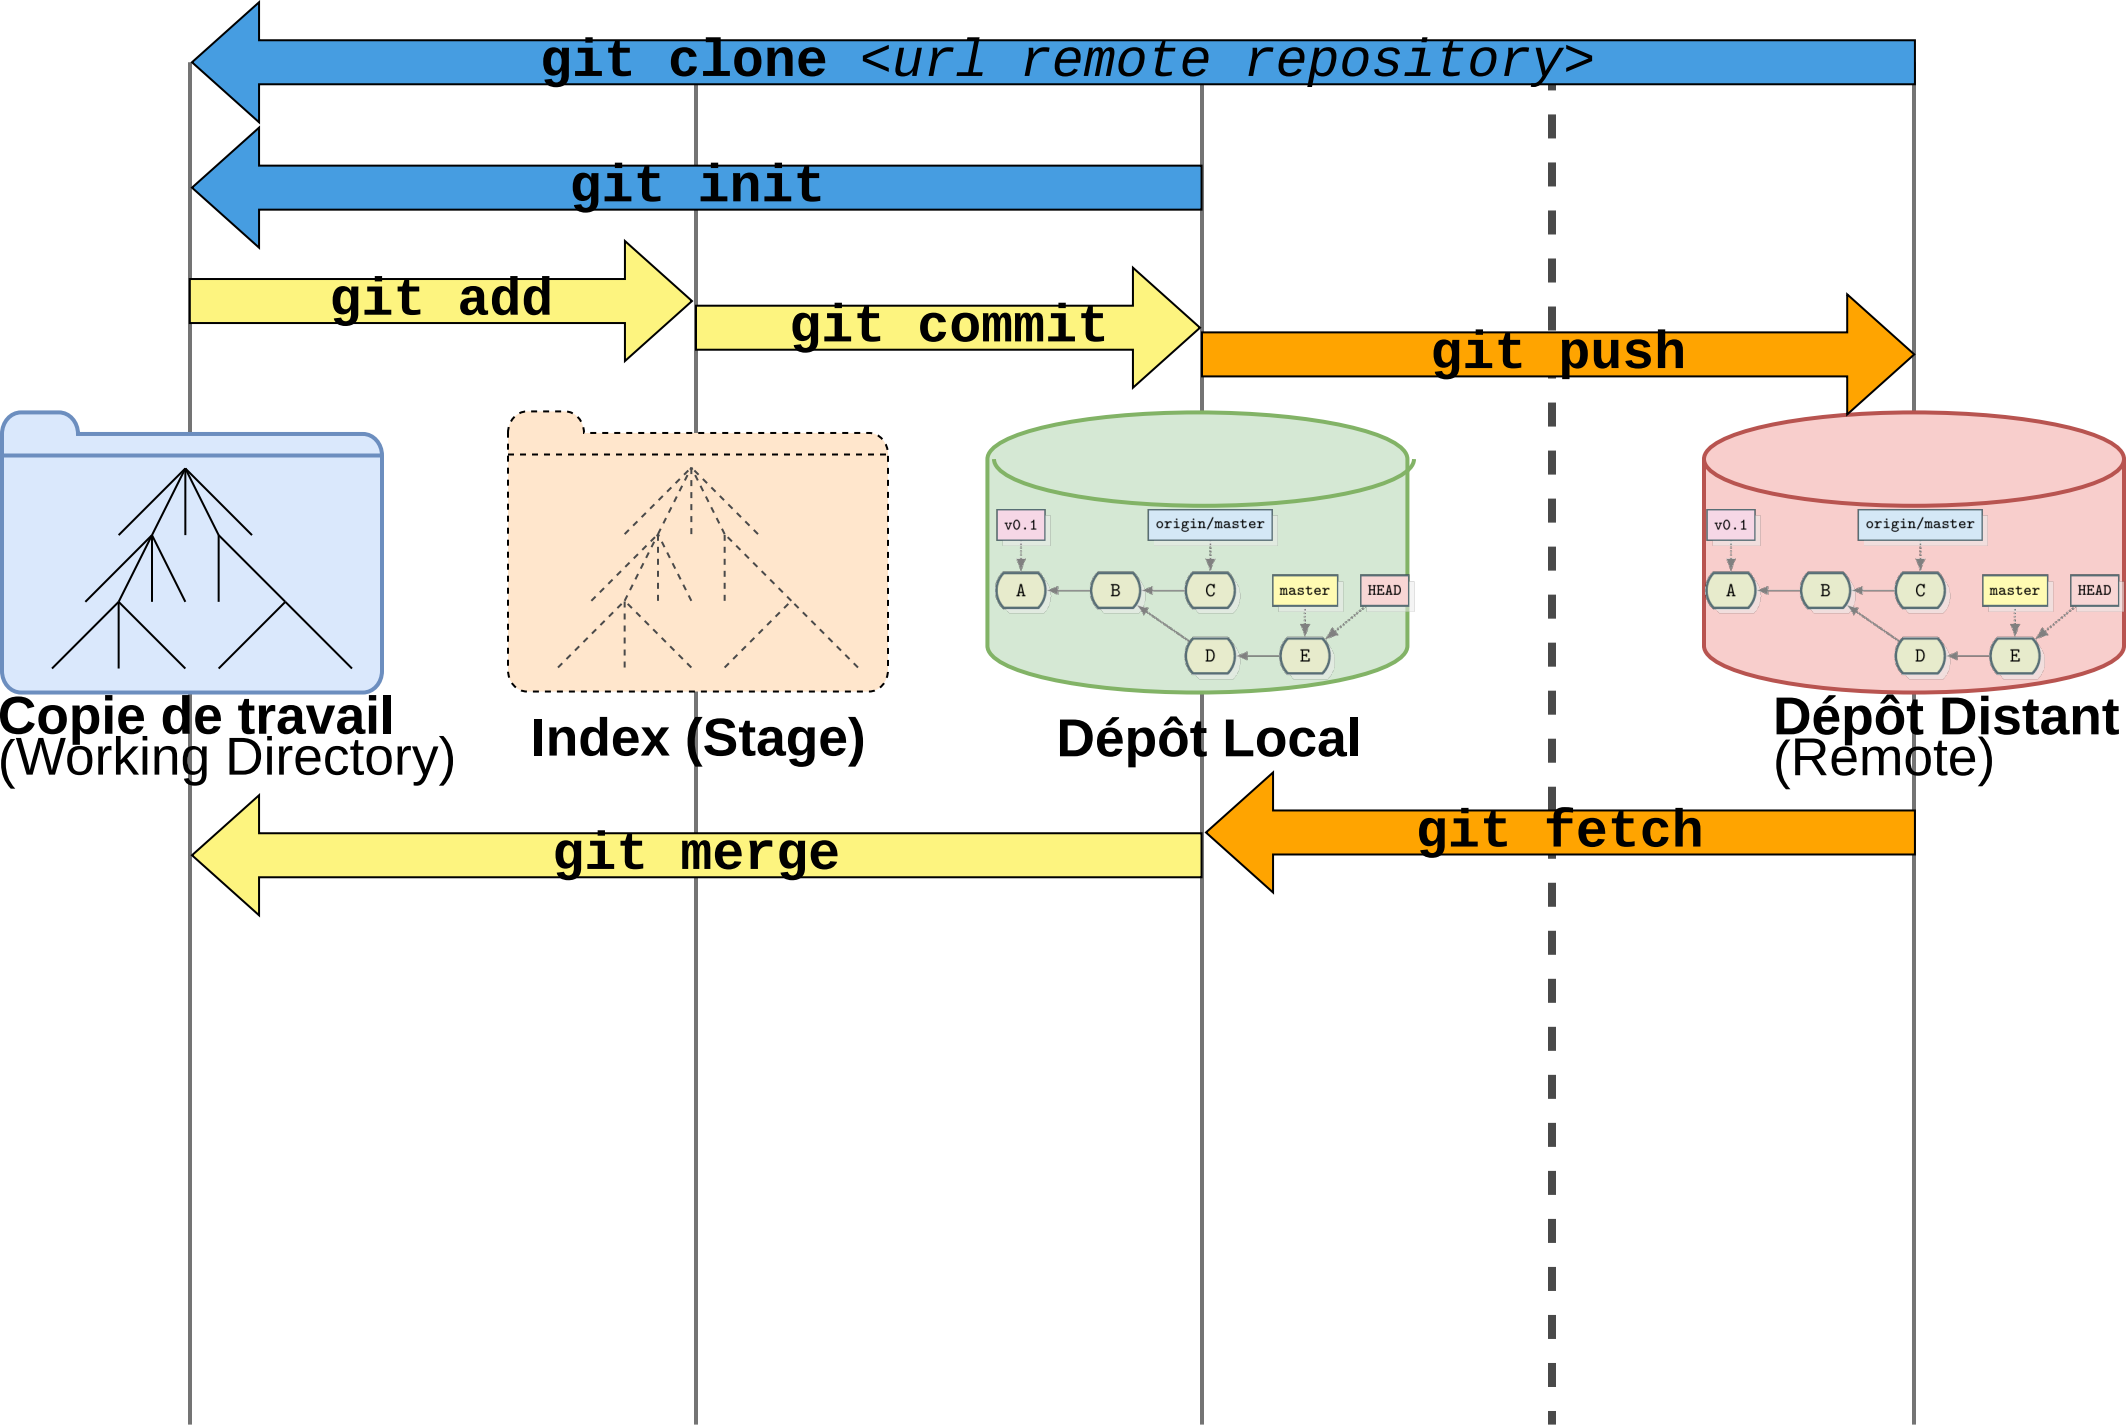 git clone <url remote repository>
git init
git add
git commit
git push
v0.1
origin/master
A
B
C
master
HEAD
D
E
v0.1
origin/master
A
B
C
master
HEAD
D
E
Copie de travail
(Working Directory)
Index (Stage)
Dépôt Local
Dépôt Distant
(Remote)
git merge
git fetch